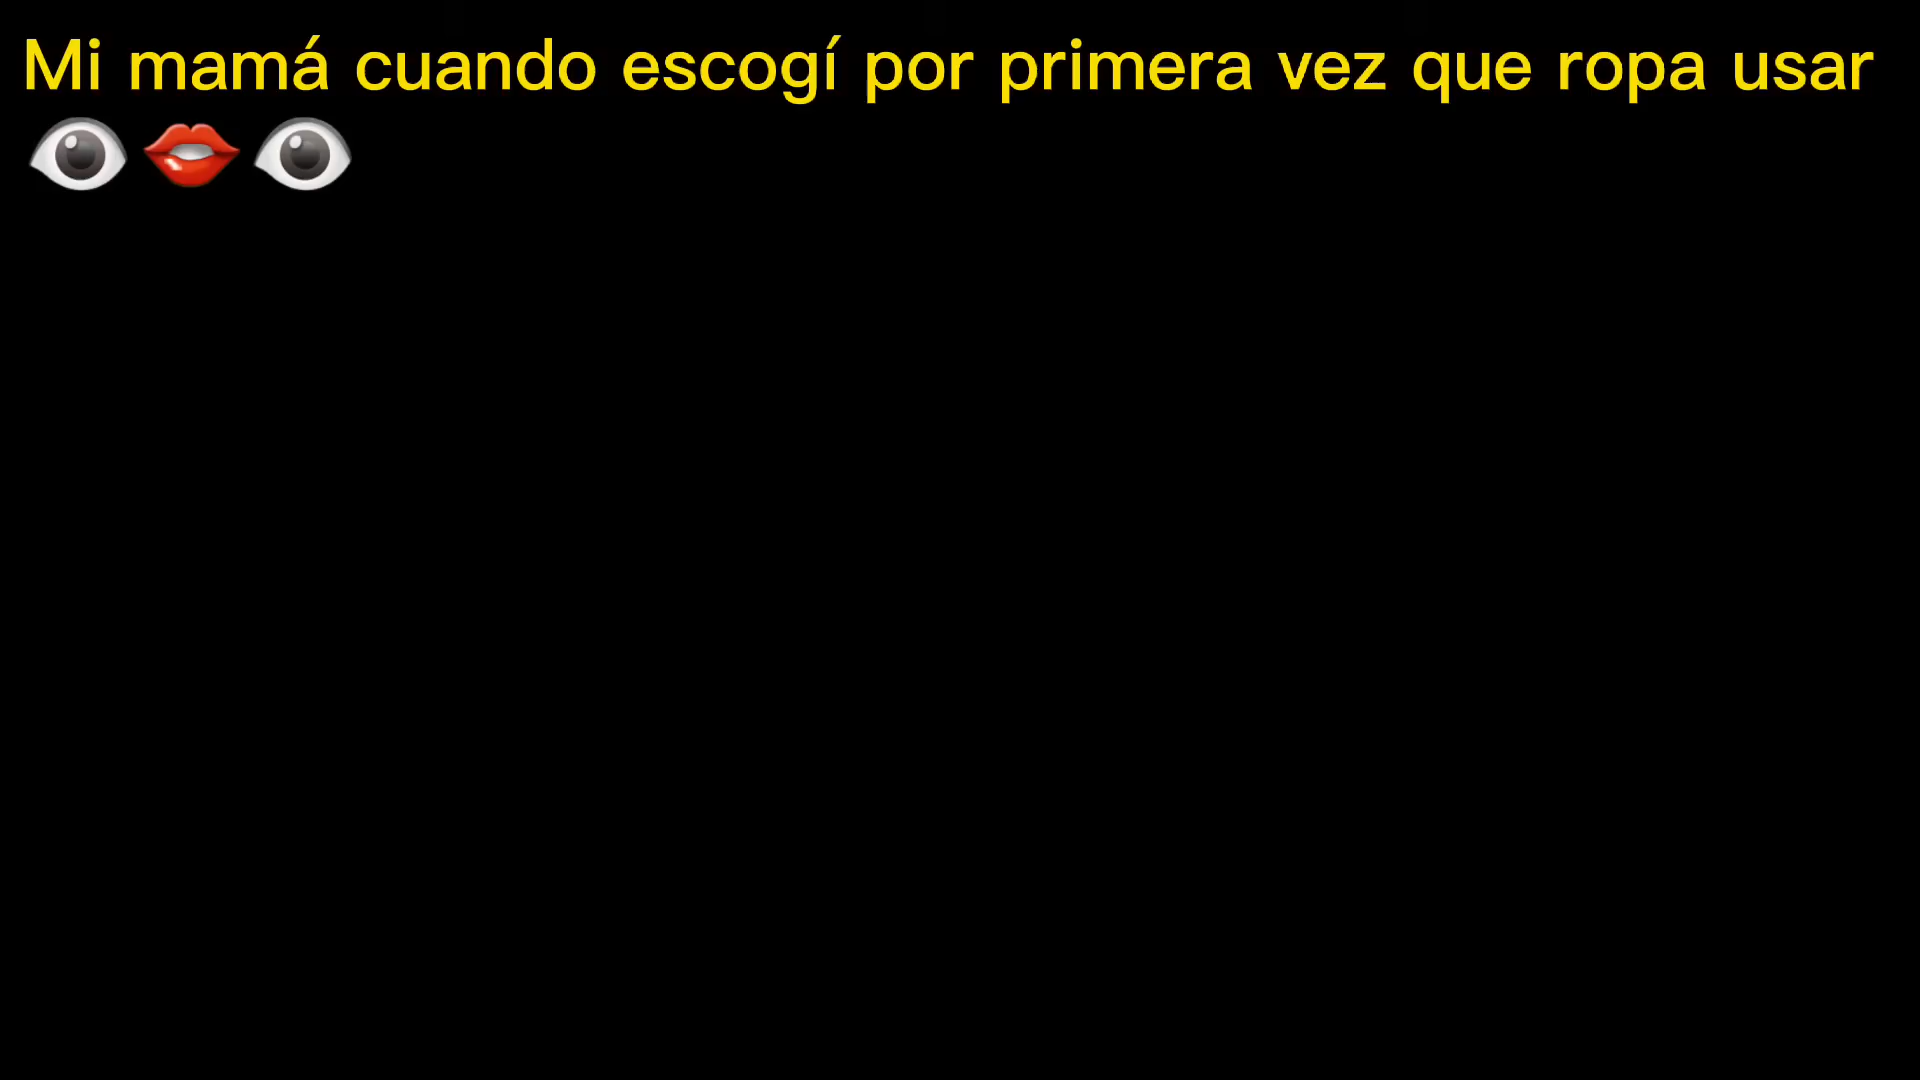 Mi mamá cuando escogí por primera vez que ropa usar
👁️👄👁️